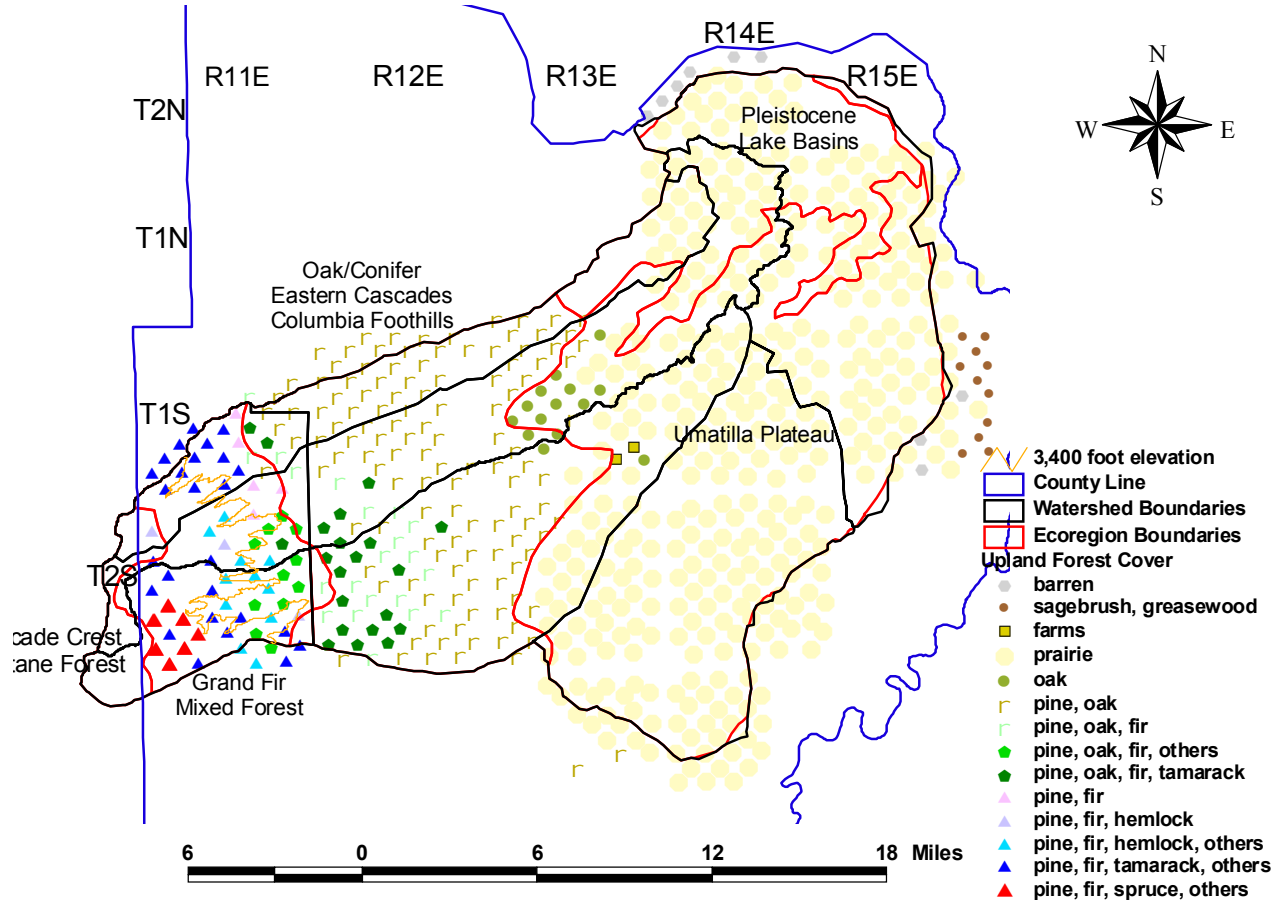 R14E
R11E
R12E
R13E
R15E
N
T2N
Pleistocene
Lake Basins
W
E
S
T1N
Oak/Conifer
Eastern Cascades
Columbia Foothills
T1S
Umatilla Plateau
3,400 foot elevation
County Line
Watershed Boundaries
Ecoregion Boundaries
T2S
Upland Forest Cover
barren
sagebrush, greasewood
farms
cade Crest
tane Forest
prairie
Grand Fir
Mixed Forest
oak
pine, oak
pine, oak, fir
pine, oak, fir, others
pine, oak, fir, tamarack
pine, fir
pine, fir, hemlock
pine, fir, hemlock, others
pine, fir, tamarack, others
pine, fir, spruce, others
6 0 6 12 18 Miles